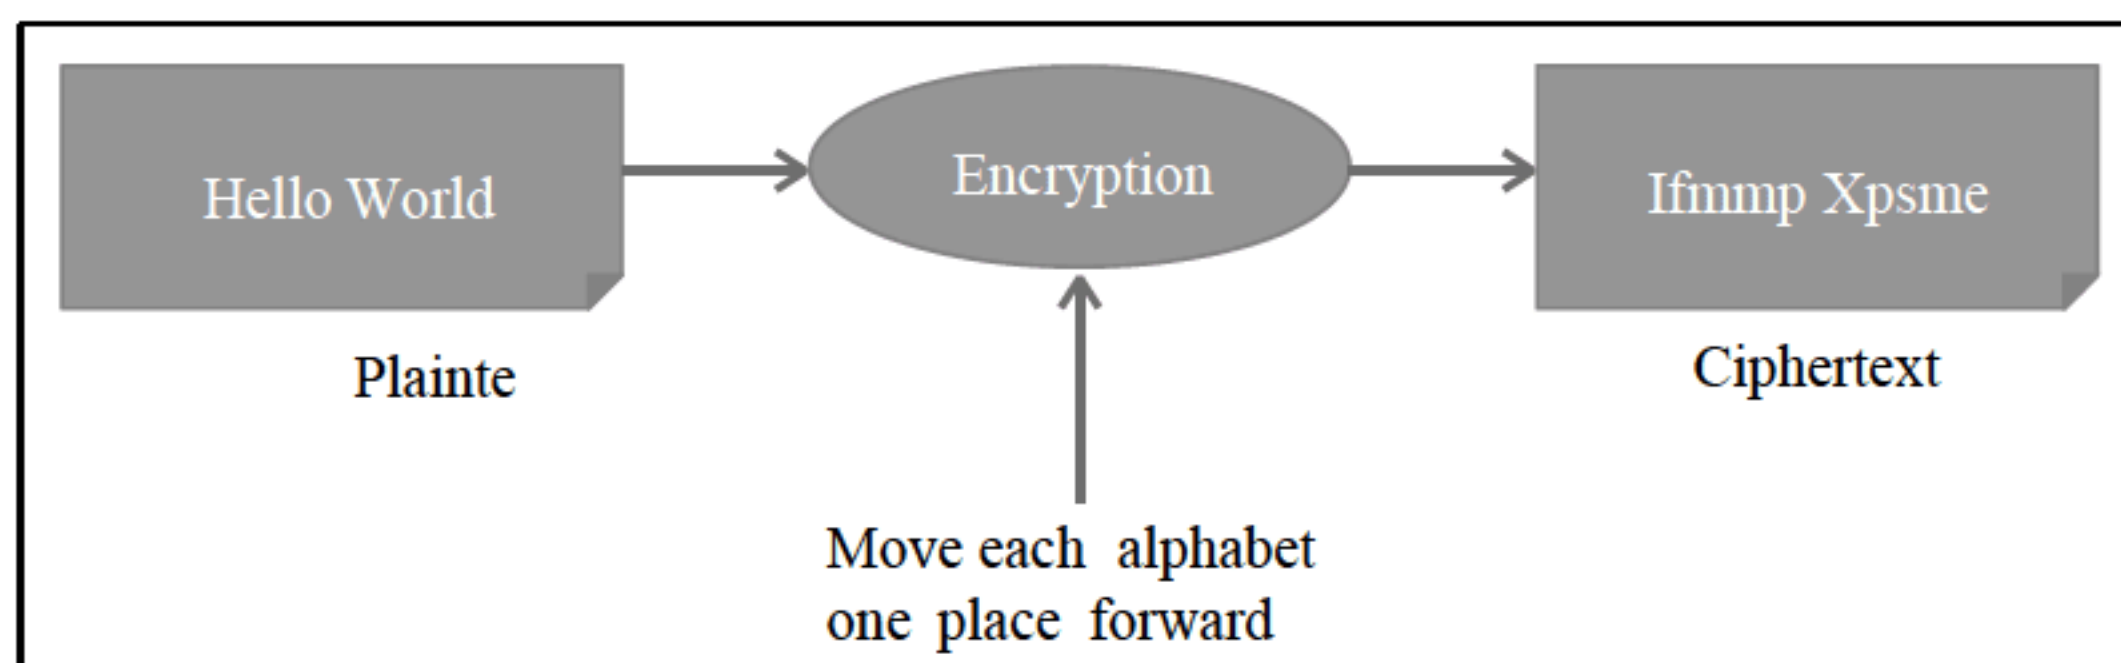 Hello World
Encryption
Ifmmp Xpsme
Plainte
Ciphertext
Move each alphabet
one place forward